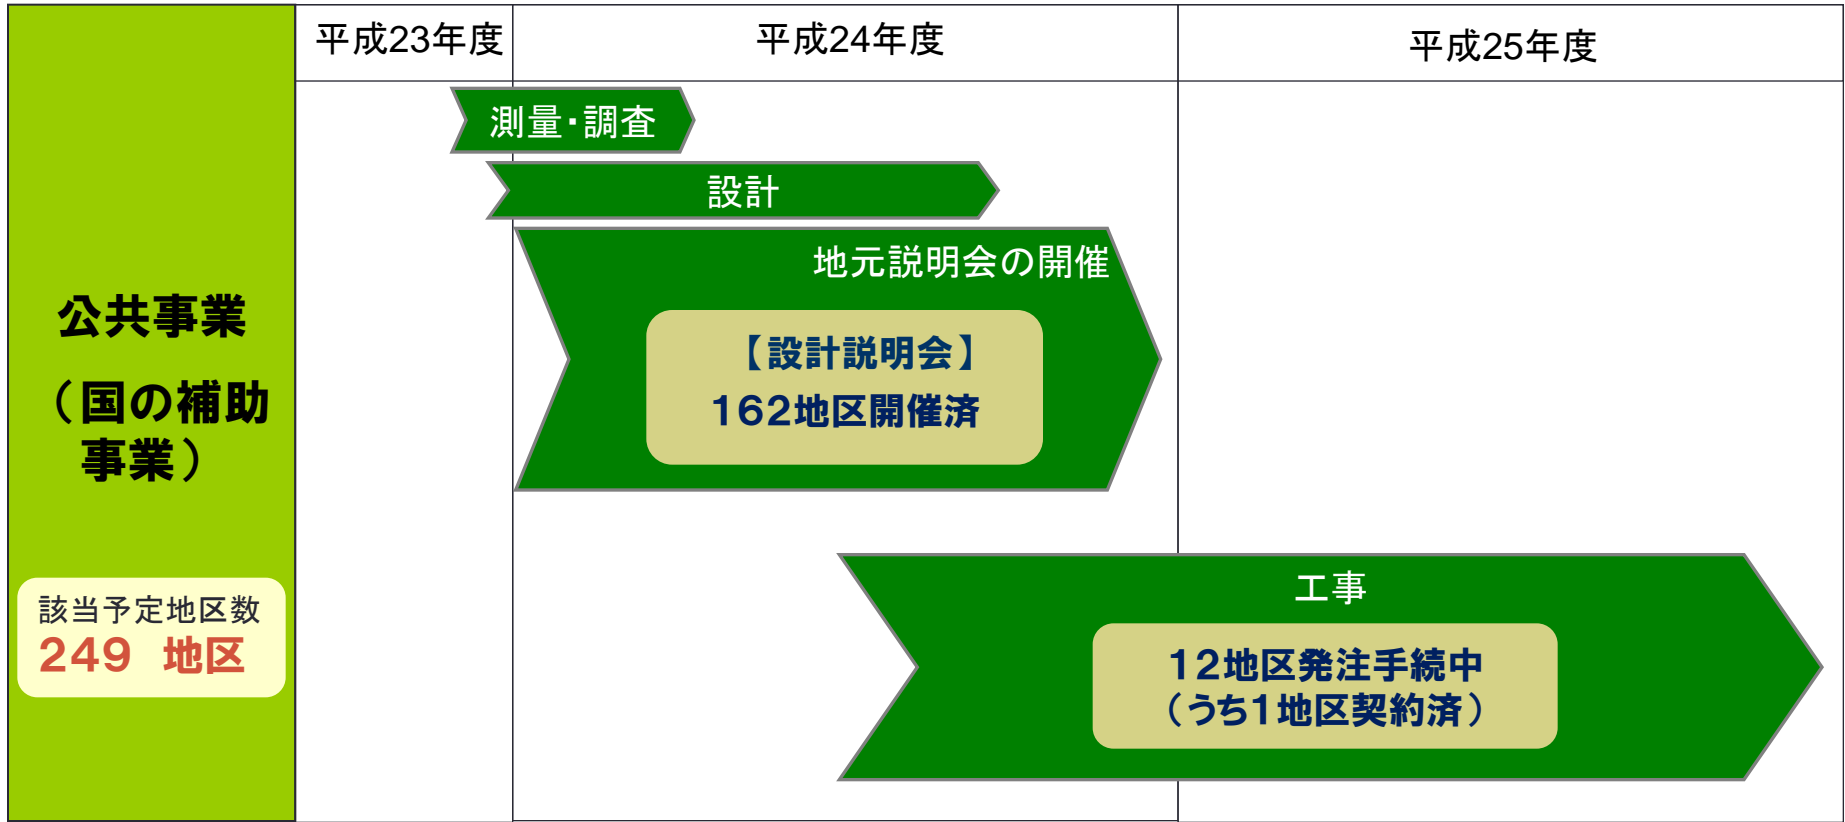 平成23年度
平成24年度
平成25年度
公共事業
（国の補助
事業）
該当予定地区数
249 地区
測量・調査
設計
地元説明会の開催
【設計説明会】
162地区開催済
工事
12地区発注手続中
（うち1地区契約済）